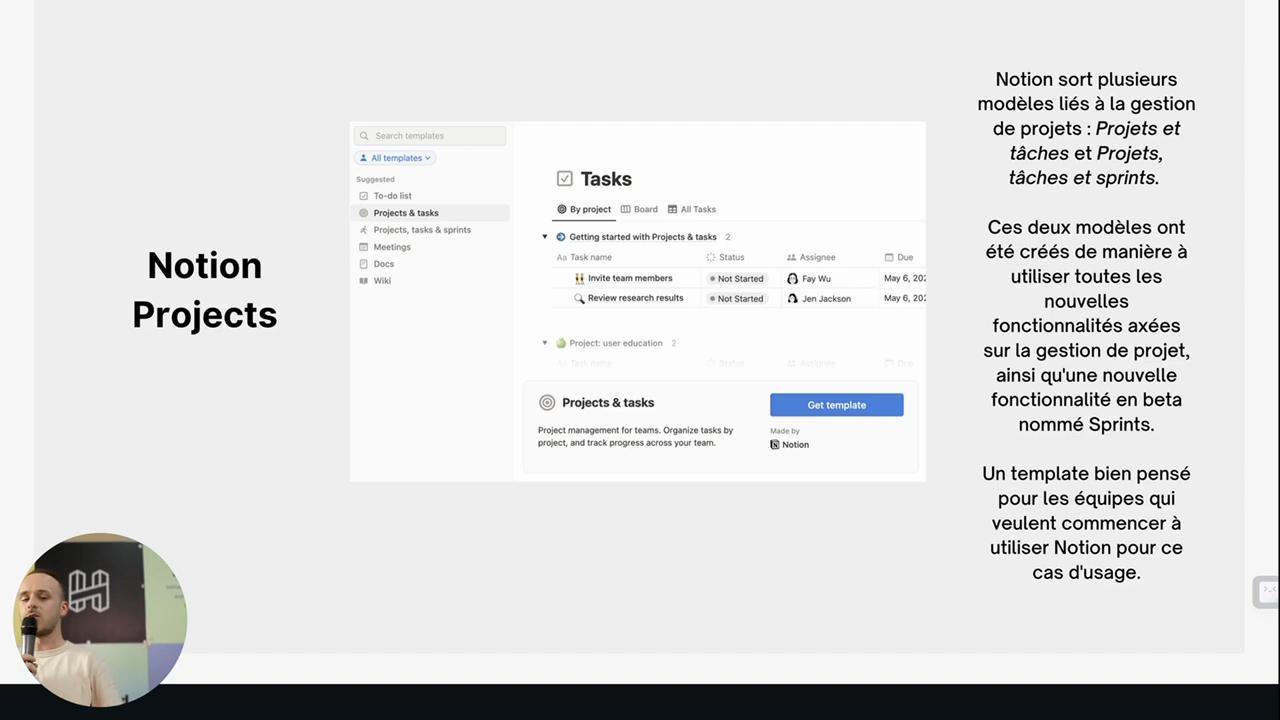 Notion
Projects
Search templates
All templates
Suggested
To-do list
Projects & tasks
Projects, tasks & sprints
Meetings
Docs
Wiki
Tasks
By project Board All Tasks
Getting started with Projects & tasks 2
Aa Task name Status Assignee Due
Invite team members Not Started Fay Wu May 6, 202
Review research results Not Started Jen Jackson May 6, 202
Project: user education 2
Aa Task name Status Assignee Due
Projects & tasks
Project management for teams. Organize tasks by
project, and track progress across your team.
Get template
Made by
Notion
Notion sort plusieurs
modèles liés à la gestion
de projets : Projets et
tâches et Projets,
tâches et sprints.
Ces deux modèles ont
été créés de manière à
utiliser toutes les
nouvelles
fonctionnalités axées
sur la gestion de projet,
ainsi qu'une nouvelle
fonctionnalité en beta
nommé Sprints.
Un template bien pensé
pour les équipes qui
veulent commencer à
utiliser Notion pour ce
cas d'usage.